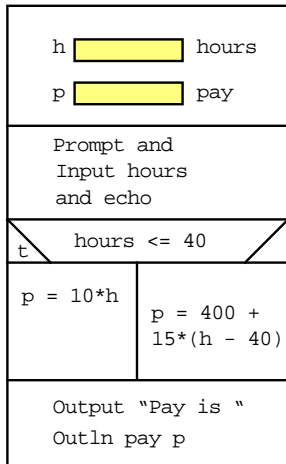 h hours
p pay
Prompt and
Input hours
and echo
hours <= 40
t
p = 10*h
p = 400 +
15*(h - 40)
Output "Pay is "
Outln pay p